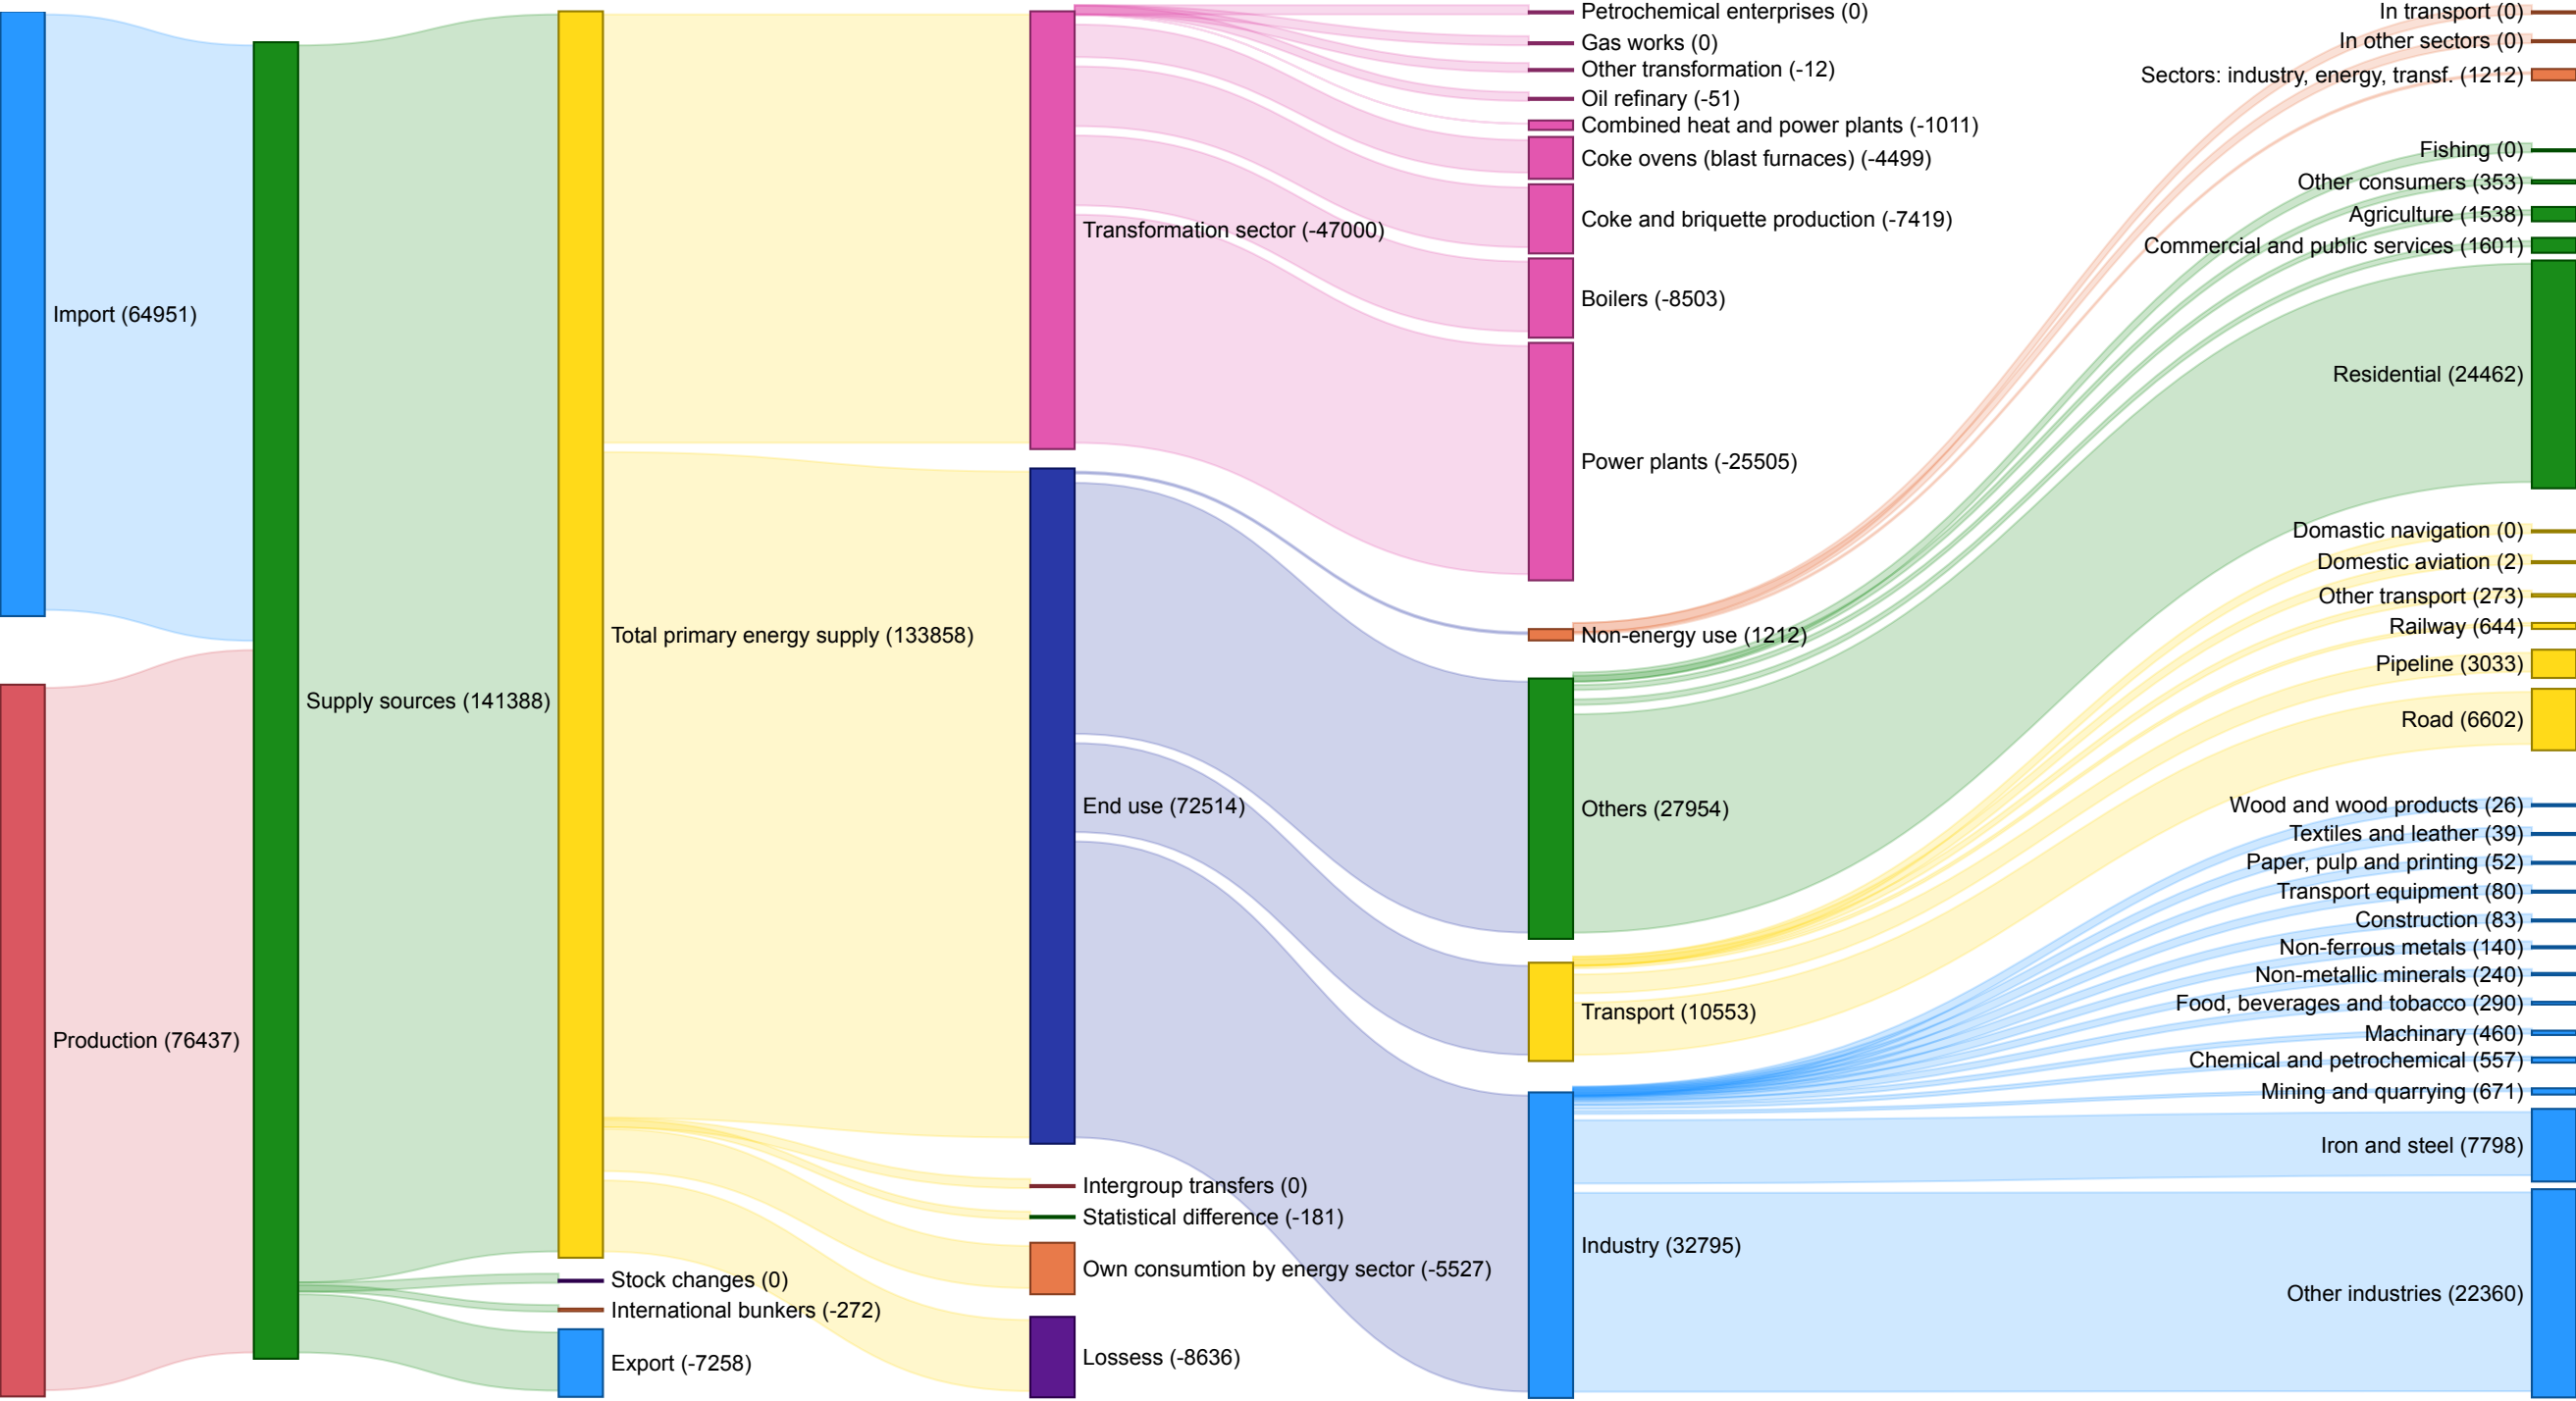 Import (64951)
Production (76437)
Supply sources (141388)
Total primary energy supply (133858)
Stock changes (0)
International bunkers (-272)
Export (-7258)
Transformation sector (-47000)
End use (72514)
Intergroup transfers (0)
Statistical difference (-181)
Own consumtion by energy sector (-5527)
Lossess (-8636)
Petrochemical enterprises (0)
Gas works (0)
Other transformation (-12)
Oil refinary (-51)
Combined heat and power plants (-1011)
Coke ovens (blast furnaces) (-4499)
Coke and briquette production (-7419)
Boilers (-8503)
Power plants (-25505)
Non-energy use (1212)
Others (27954)
Transport (10553)
Industry (32795)
In transport (0)
In other sectors (0)
Sectors: industry, energy, transf. (1212)
Fishing (0)
Other consumers (353)
Agriculture (1538)
Commercial and public services (1601)
Residential (24462)
Domastic navigation (0)
Domestic aviation (2)
Other transport (273)
Railway (644)
Pipeline (3033)
Road (6602)
Wood and wood products (26)
Textiles and leather (39)
Paper, pulp and printing (52)
Transport equipment (80)
Construction (83)
Non-ferrous metals (140)
Non-metallic minerals (240)
Food, beverages and tobacco (290)
Machinary (460)
Chemical and petrochemical (557)
Mining and quarrying (671)
Iron and steel (7798)
Other industries (22360)